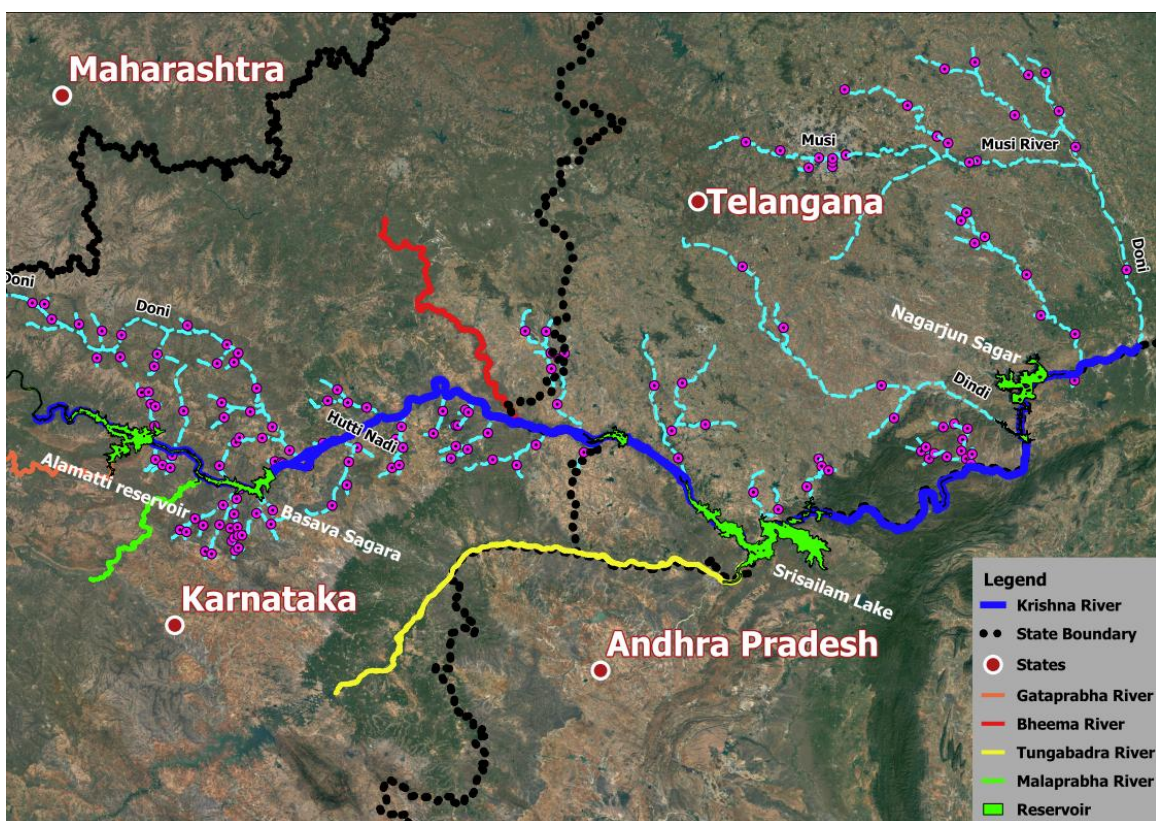 Maharashtra
Musi
Musi River
Telangana
Doni
Doni
Doni
Nagarjun Sagar
Dindi
Hutti Nadi
Alamatti reservoir
Basava Sagara
Srisailam Lake
Karnataka
Andhra Pradesh
Legend
Krishna River
State Boundary
States
Gataprabha River
Bheema River
Tungabadra River
Malaprabha River
Reservoir